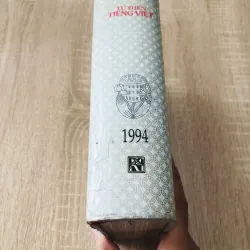 TỪ ĐIỂN
TIẾNG VIỆT
1994